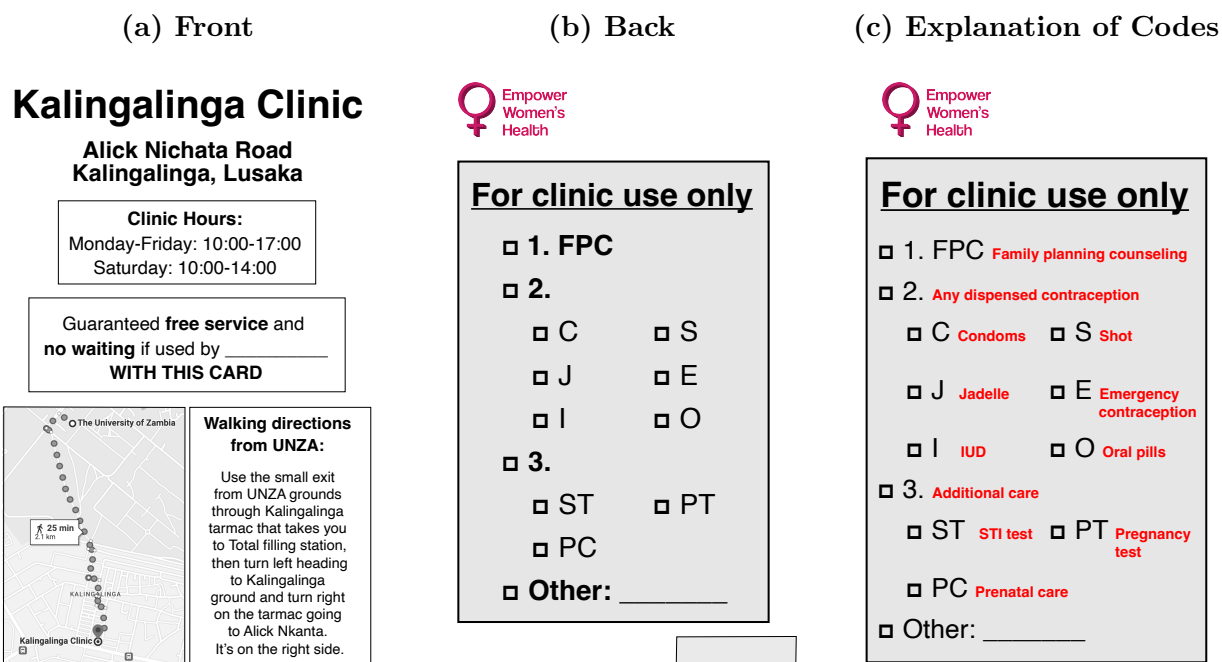 (a) Front
Kalingalinga Clinic
Alick Nichata Road
Kalingalinga, Lusaka
Clinic Hours:
Monday-Friday: 10:00-17:00
Saturday: 10:00-14:00
Guaranteed free service and
no waiting if used by __________
WITH THIS CARD
The University of Zambia
25 min
2.1 km
KALINGALINGA
Kalingalinga Clinic
Walking directions
from UNZA:
Use the small exit
from UNZA grounds
through Kalingalinga
tarmac that takes you
to Total filling station,
then turn left heading
to Kalingalinga
ground and turn right
on the tarmac going
to Alick Nkanta.
It's on the right side.
(b) Back
Empower
Women's
Health
For clinic use only
1. FPC
2.
C S
J E
I O
3.
ST PT
PC
Other: _______
(c) Explanation of Codes
Empower
Women's
Health
For clinic use only
1. FPC Family planning counseling
2. Any dispensed contraception
C Condoms S Shot
J Jadelle E Emergency
contraception
I IUD O Oral pills
3. Additional care
ST STI test PT Pregnancy
test
PC Prenatal care
Other: _______